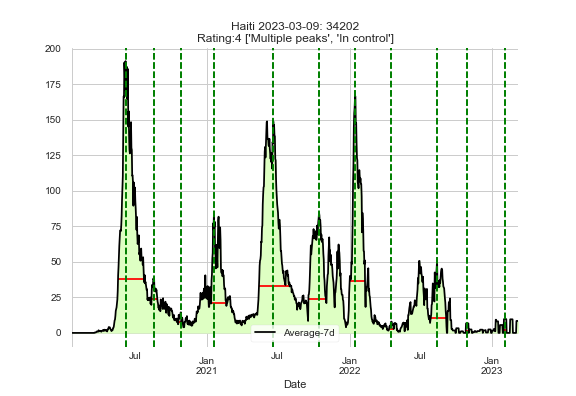 Haiti 2023-03-09: 34202
Rating:4 ['Multiple peaks', 'In control']
200
175
150
125
100
75
50
25
0
Average-7d
Jul
Jan
2021
Jul
Jan
2022
Jul
Jan
2023
Date